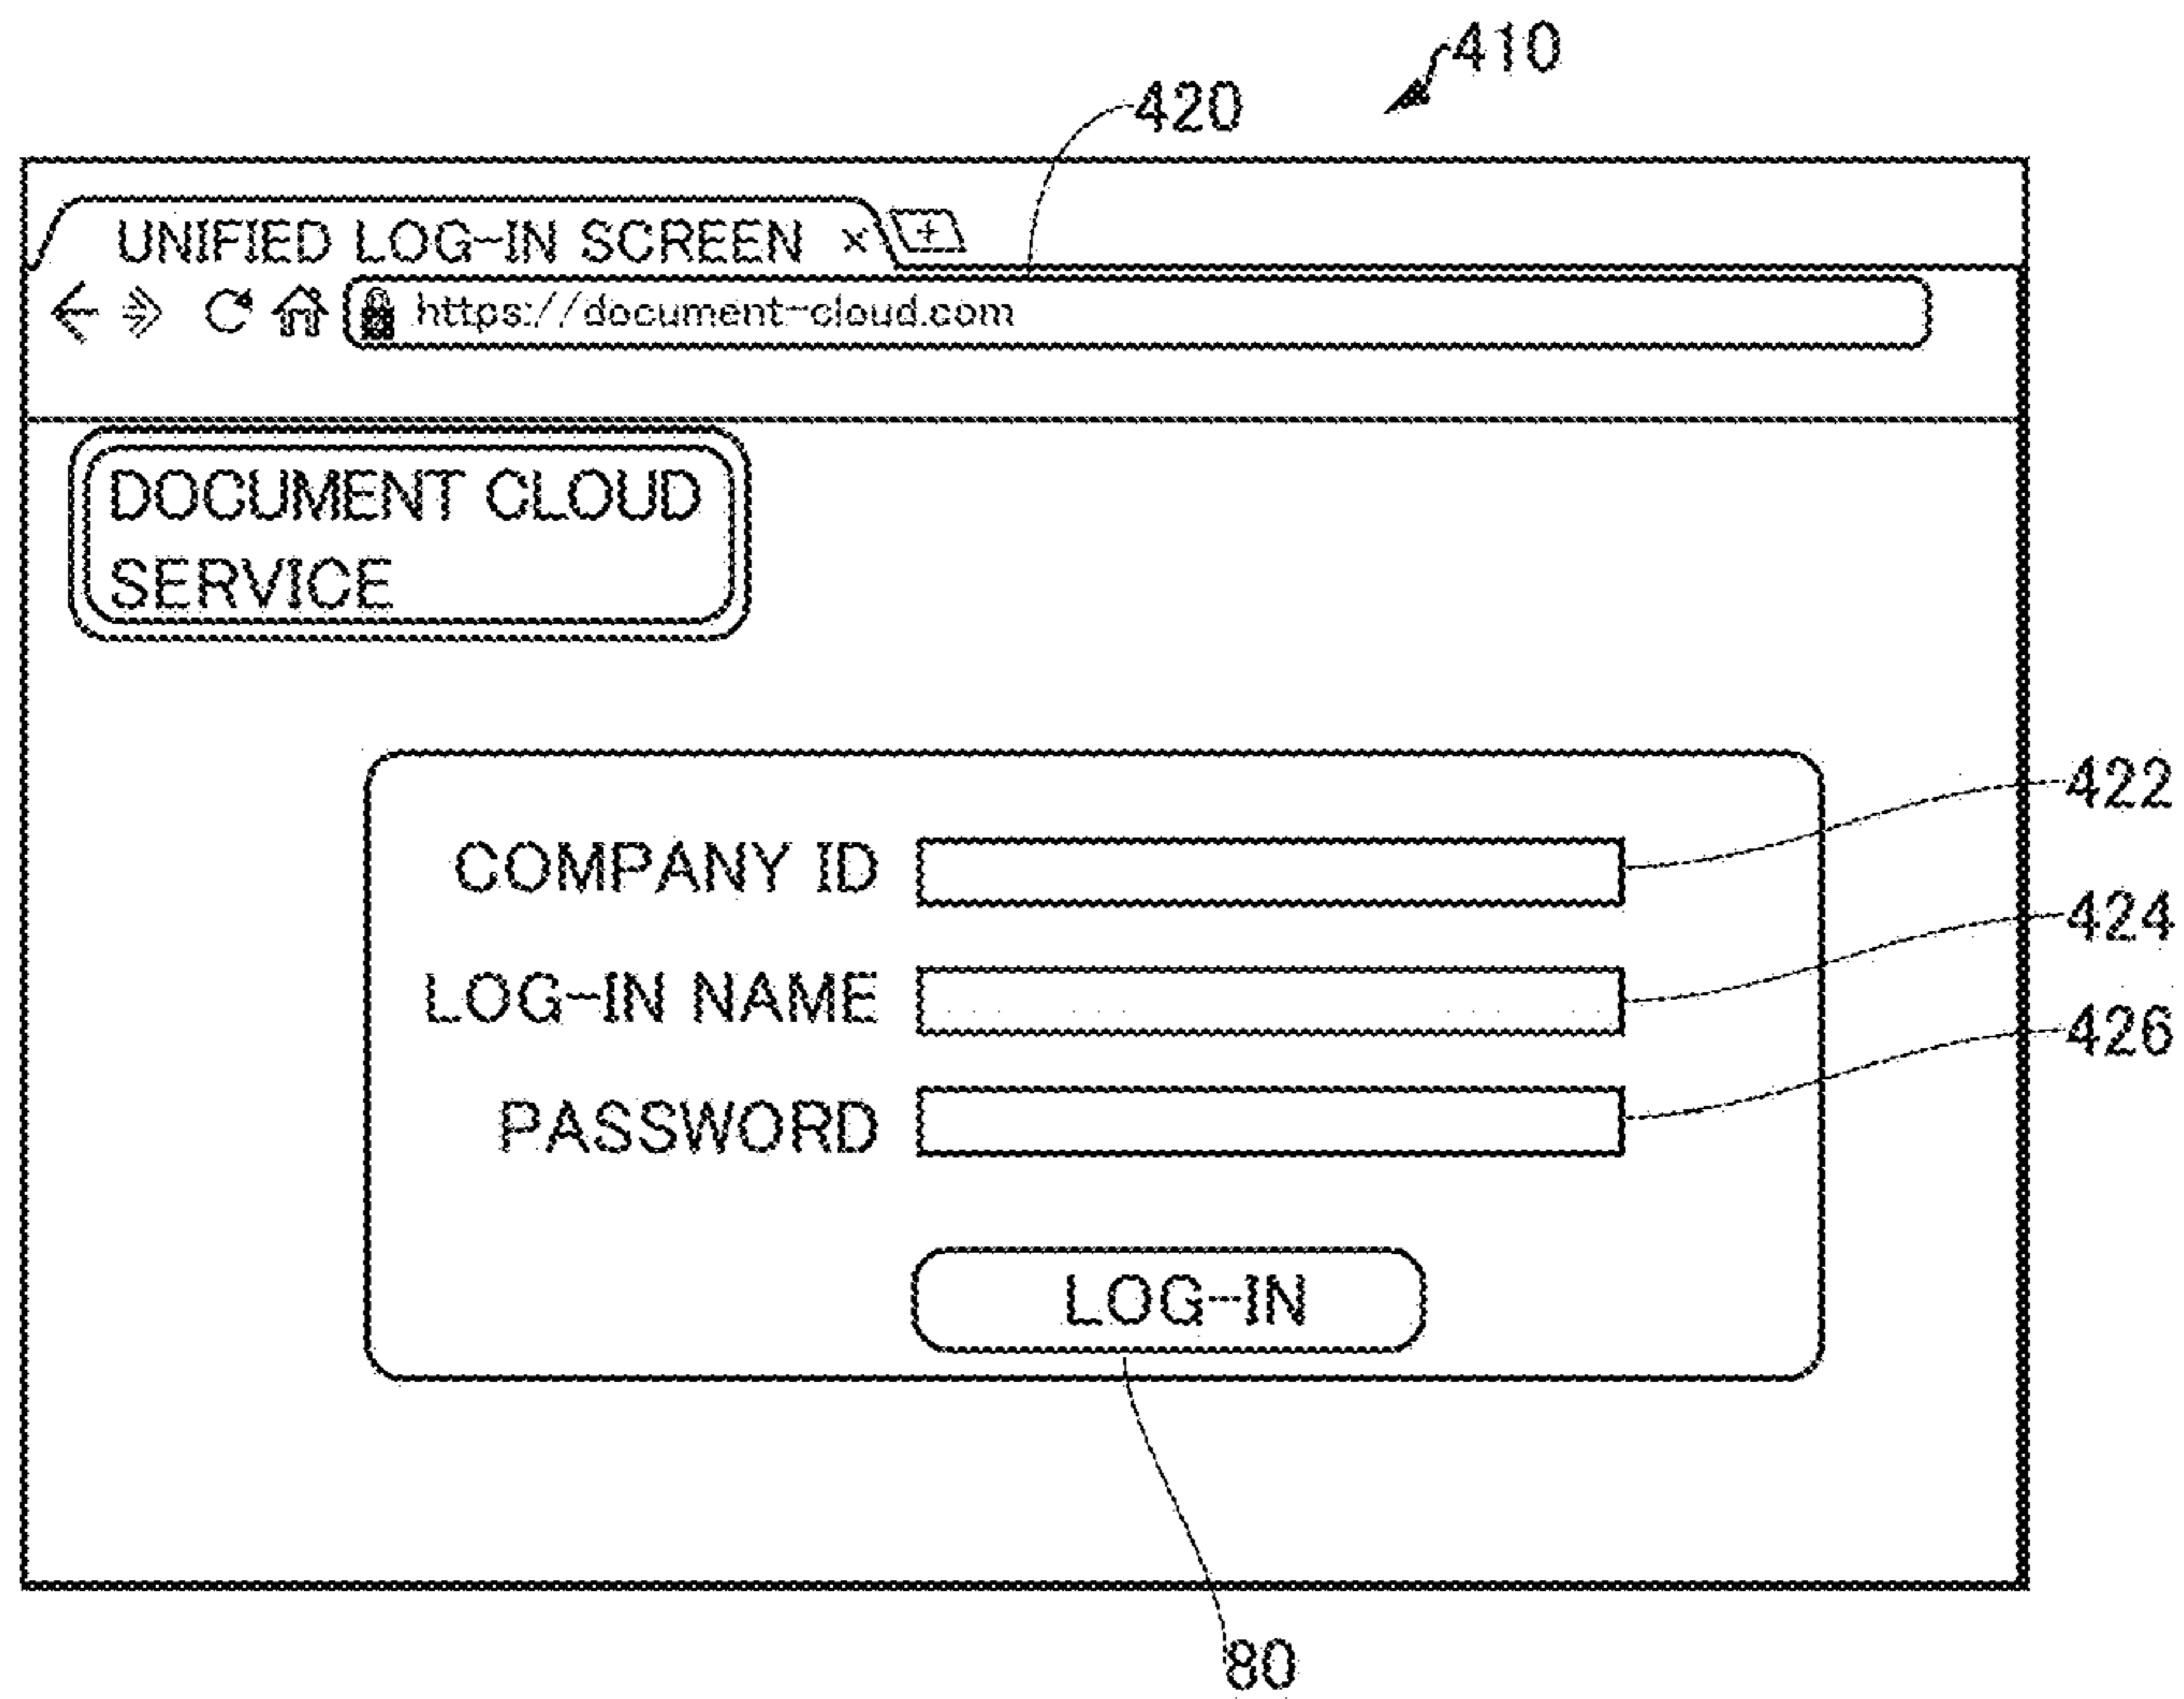 410
420
UNIFIED LOG-IN SCREEN × +
https://document-cloud.com
DOCUMENT CLOUD
SERVICE
422
COMPANY ID
424
LOG-IN NAME
426
PASSWORD
LOG-IN
80